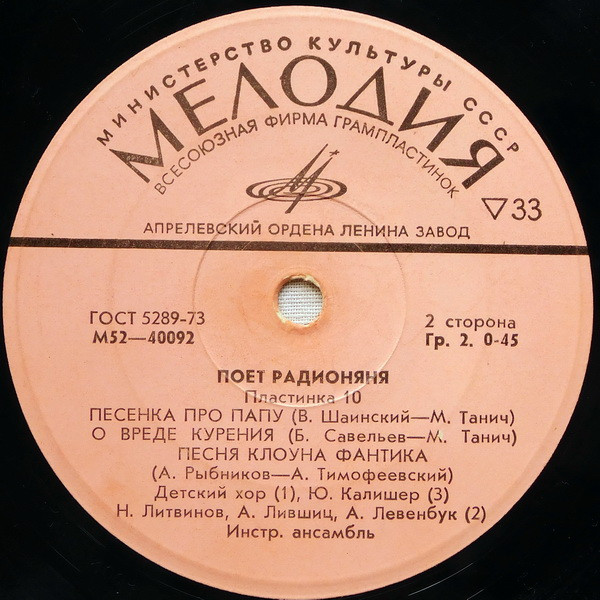 МИНИСТЕРСТВО КУЛЬТУРЫ СССР
МЕЛОДИЯ
ВСЕСОЮЗНАЯ ФИРМА ГРАМПЛАСТИНОК
▽33
АПРЕЛЕВСКИЙ ОРДЕНА ЛЕНИНА ЗАВОД
ГОСТ 5289-73
М52—40092
2 сторона
Гр. 2. 0-45
ПОЕТ РАДИОНЯНЯ
Пластинка 10
ПЕСЕНКА ПРО ПАПУ (В. Шаинский—М. Танич)
О ВРЕДЕ КУРЕНИЯ (Б. Савельев—М. Танич)
ПЕСНЯ КЛОУНА ФАНТИКА
(А. Рыбников—А. Тимофеевский)
Детский хор (1), Ю. Калишер (3)
Н. Литвинов, А. Лившиц, А. Левенбук (2)
Инстр. ансамбль